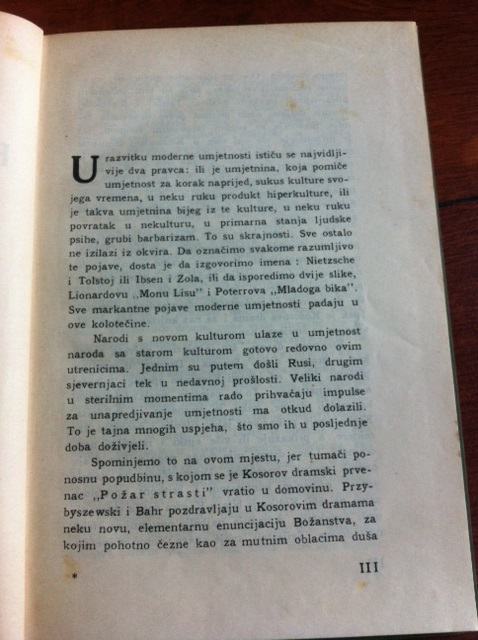 U razvitku moderne umjetnosti ističu se najvidlji-
vije dva pravca: ili je umjetnina, koja pomiče
umjetnost za korak naprijed, sukus kulture svo-
jega vremena, u neku ruku produkt hiperkulture, ili
je takva umjetnina bijeg iz te kulture, u neku ruku
povratak u nekulturu, u primarna stanja ljudske
psihe, grubi barbarizam. To su skrajnosti. Sve ostalo
ne izilazi iz okvira. Da označimo svakome razumljivo
te pojave, dosta je da izgovorimo imena: Nietzsche
i Tolstoj ili Ibsen i Zola, ili da isporedimo dvije slike,
Lionardovu „Monu Lisu" i Poterrova „Mladoga bika".
Sve markantne pojave moderne umjetnosti padaju u
ove kolotečine.
Narodi s novom kulturom ulaze u umjetnost
naroda sa starom kulturom gotovo redovno ovim
utrenicima. Jednim su putem došli Rusi, drugim
sjevernjaci tek u nedavnoj prošlosti. Veliki narodi
u sterilnim momentima rado prihvaćaju impulse
za unapredjivanje umjetnosti ma otkud dolazili.
To je tajna mnogih uspjeha, što smo ih u posljednje
doba doživjeli.
Spominjemo to na ovom mjestu, jer tumači po-
nosnu popudbinu, s kojom se je Kosorov dramski prve-
nac „Požar strasti" vratio u domovinu. Przy-
byszewski i Bahr pozdravljaju u Kosorovim dramama
neku novu, elementarnu enuncijaciju Božanstva, za
kojim pohotno čezne kao za mutnim oblacima duša
*
III